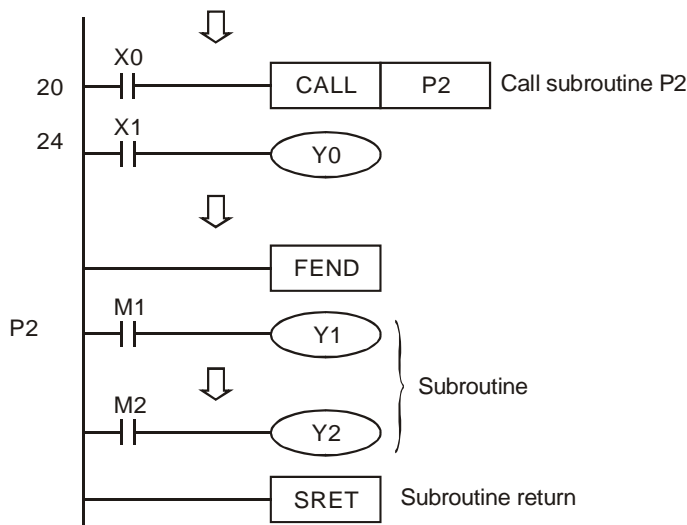 X0
20 CALL P2 Call subroutine P2
X1
24 Y0
FEND
M1
P2 Y1
Subroutine
M2
Y2
SRET Subroutine return